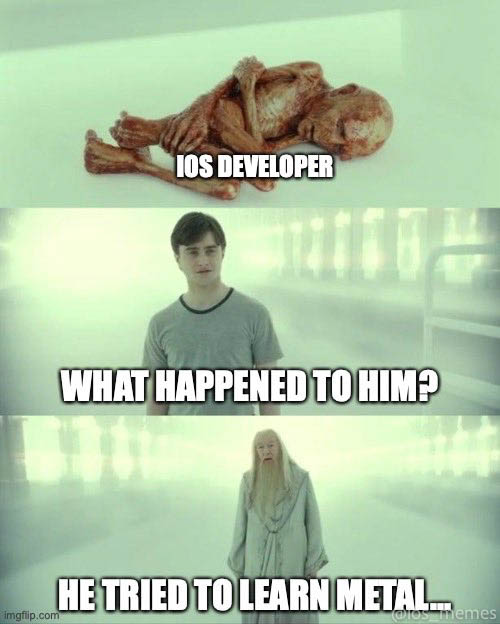 IOS DEVELOPER
WHAT HAPPENED TO HIM?
HE TRIED TO LEARN METAL...
@ios_memes
imgflip.com